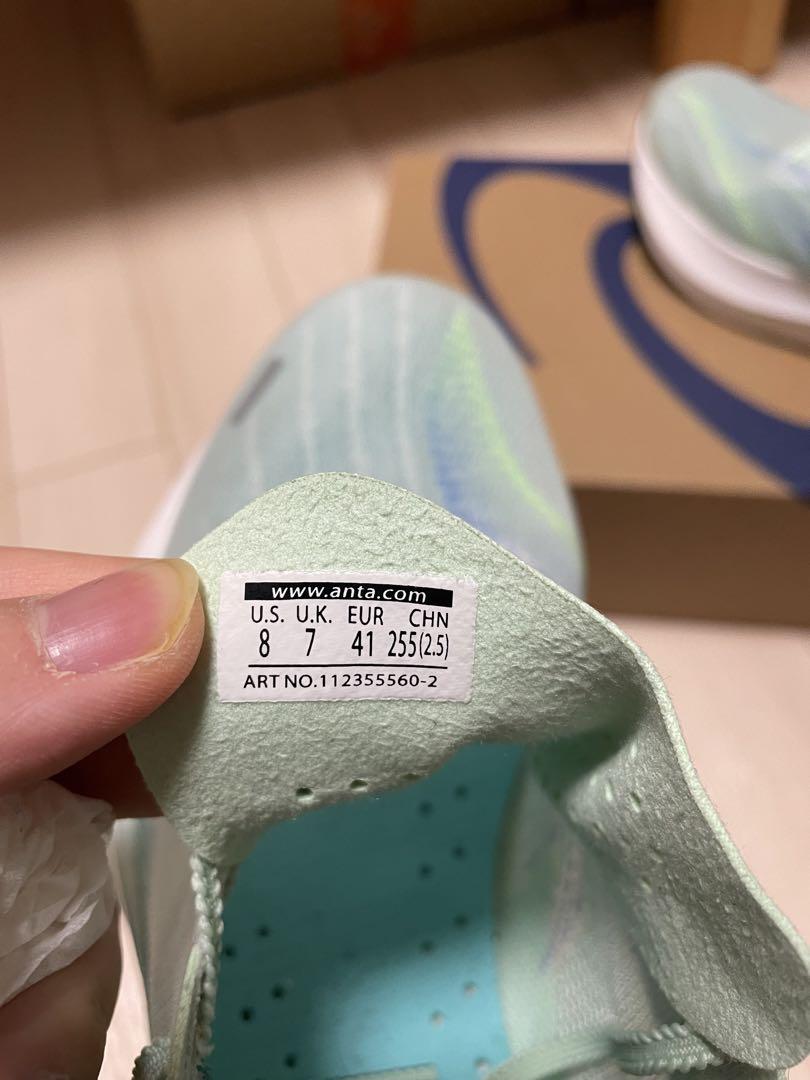 www.anta.com
U.S. U.K. EUR CHN
8 7 41 255(2.5)
ART NO.112355560-2